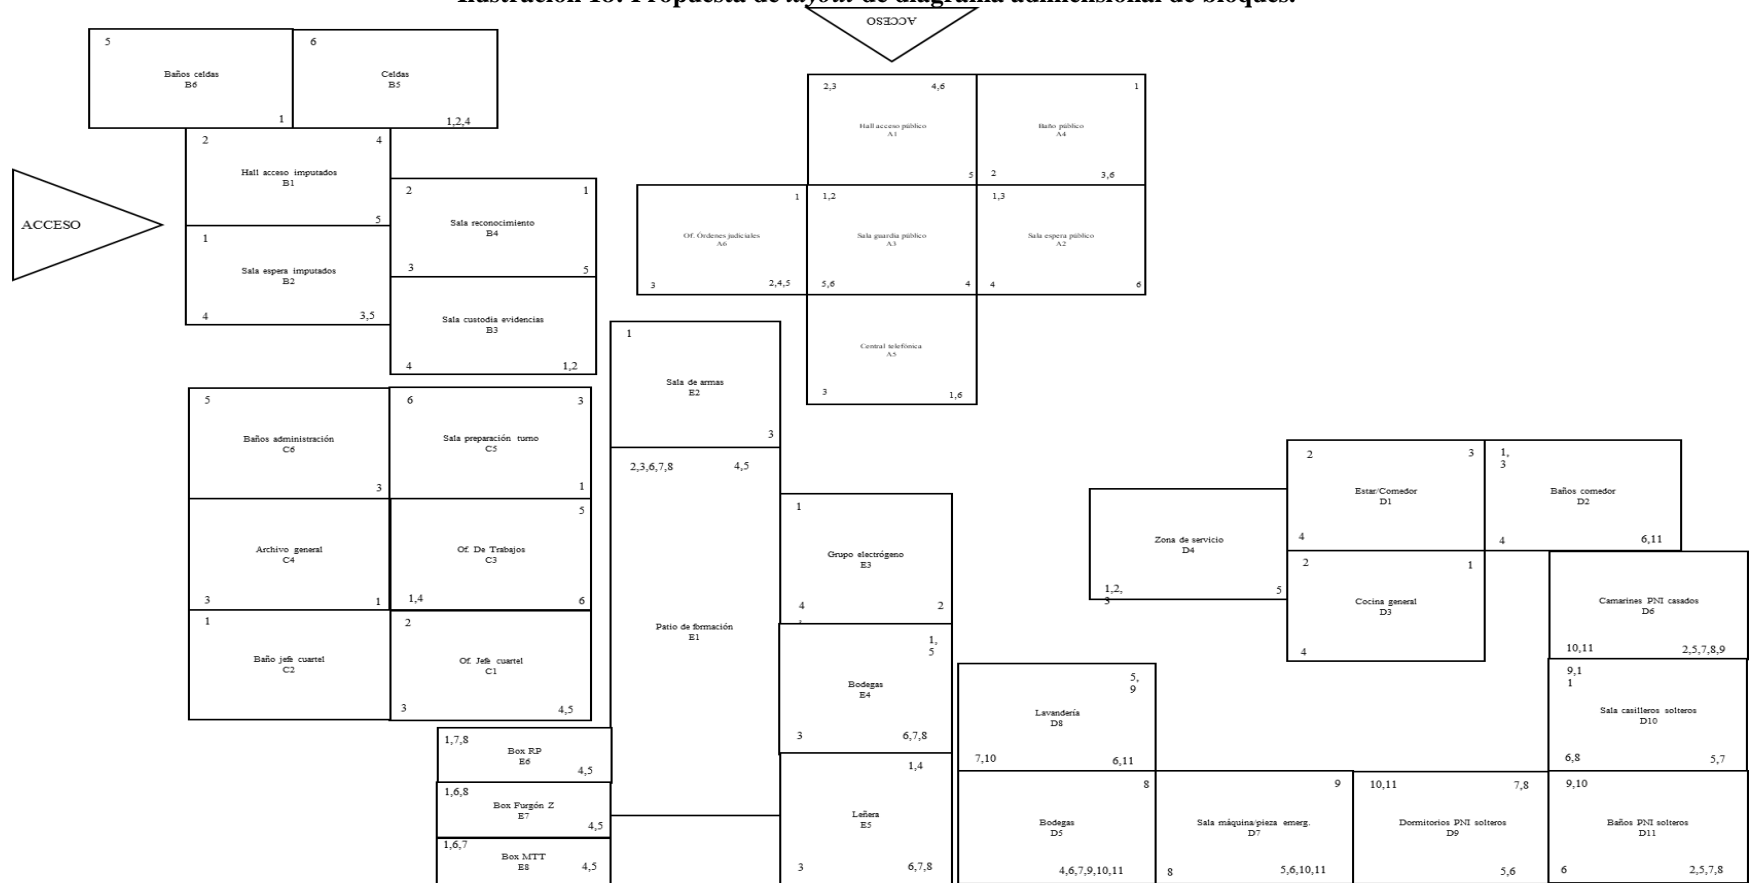 Ilustración 18. Propuesta de layout de diagrama adimensional de bloques.
ACCESO
5
Baños celdas
B6
1
6
Celdas
B5
1,2,4
2
4
Hall acceso imputados
B1
5
ACCESO
1
Sala espera imputados
B2
4
3,5
2
1
Sala reconocimiento
B4
3
5
Sala custodia evidencias
B3
4
1,2
2,3
4,6
Hall acceso público
A1
5
1
Baño público
A4
2
3,6
1
Of. Órdenes judiciales
A6
3
2,4,5
1,2
Sala guardia público
A3
5,6
4
1,3
Sala espera público
A2
4
6
Central telefónica
A5
3
1,6
5
Baños administración
C6
3
6
3
Sala preparación turno
C5
1
Archivo general
C4
3
1
5
Of. De Trabajos
C3
1,4
6
1
Baño jefe cuartel
C2
2
Of. Jefe cuartel
C1
3
4,5
1
Sala de armas
E2
3
2,3,6,7,8
4,5
Patio de formación
E1
1
Grupo electrógeno
E3
4
2
1,
5
Bodegas
E4
3
6,7,8
1,4
Leñera
E5
3
6,7,8
1,7,8
Box RP
E6
4,5
1,6,8
Box Furgón Z
E7
4,5
1,6,7
Box MTT
E8
4,5
Zona de servicio
D4
1,2,
3
5
2
3
Estar/Comedor
D1
4
1,
3
Baños comedor
D2
4
6,11
2
1
Cocina general
D3
4
Camarines PNI casados
D6
10,11
2,5,7,8,9
9,1
1
Sala casilleros solteros
D10
6,8
5,7
5,
9
Lavandería
D8
7,10
6,11
8
Bodegas
D5
4,6,7,9,10,11
9
Sala máquina/pieza emerg.
D7
8
5,6,10,11
10,11
7,8
Dormitorios PNI solteros
D9
5,6
9,10
Baños PNI solteros
D11
6
2,5,7,8